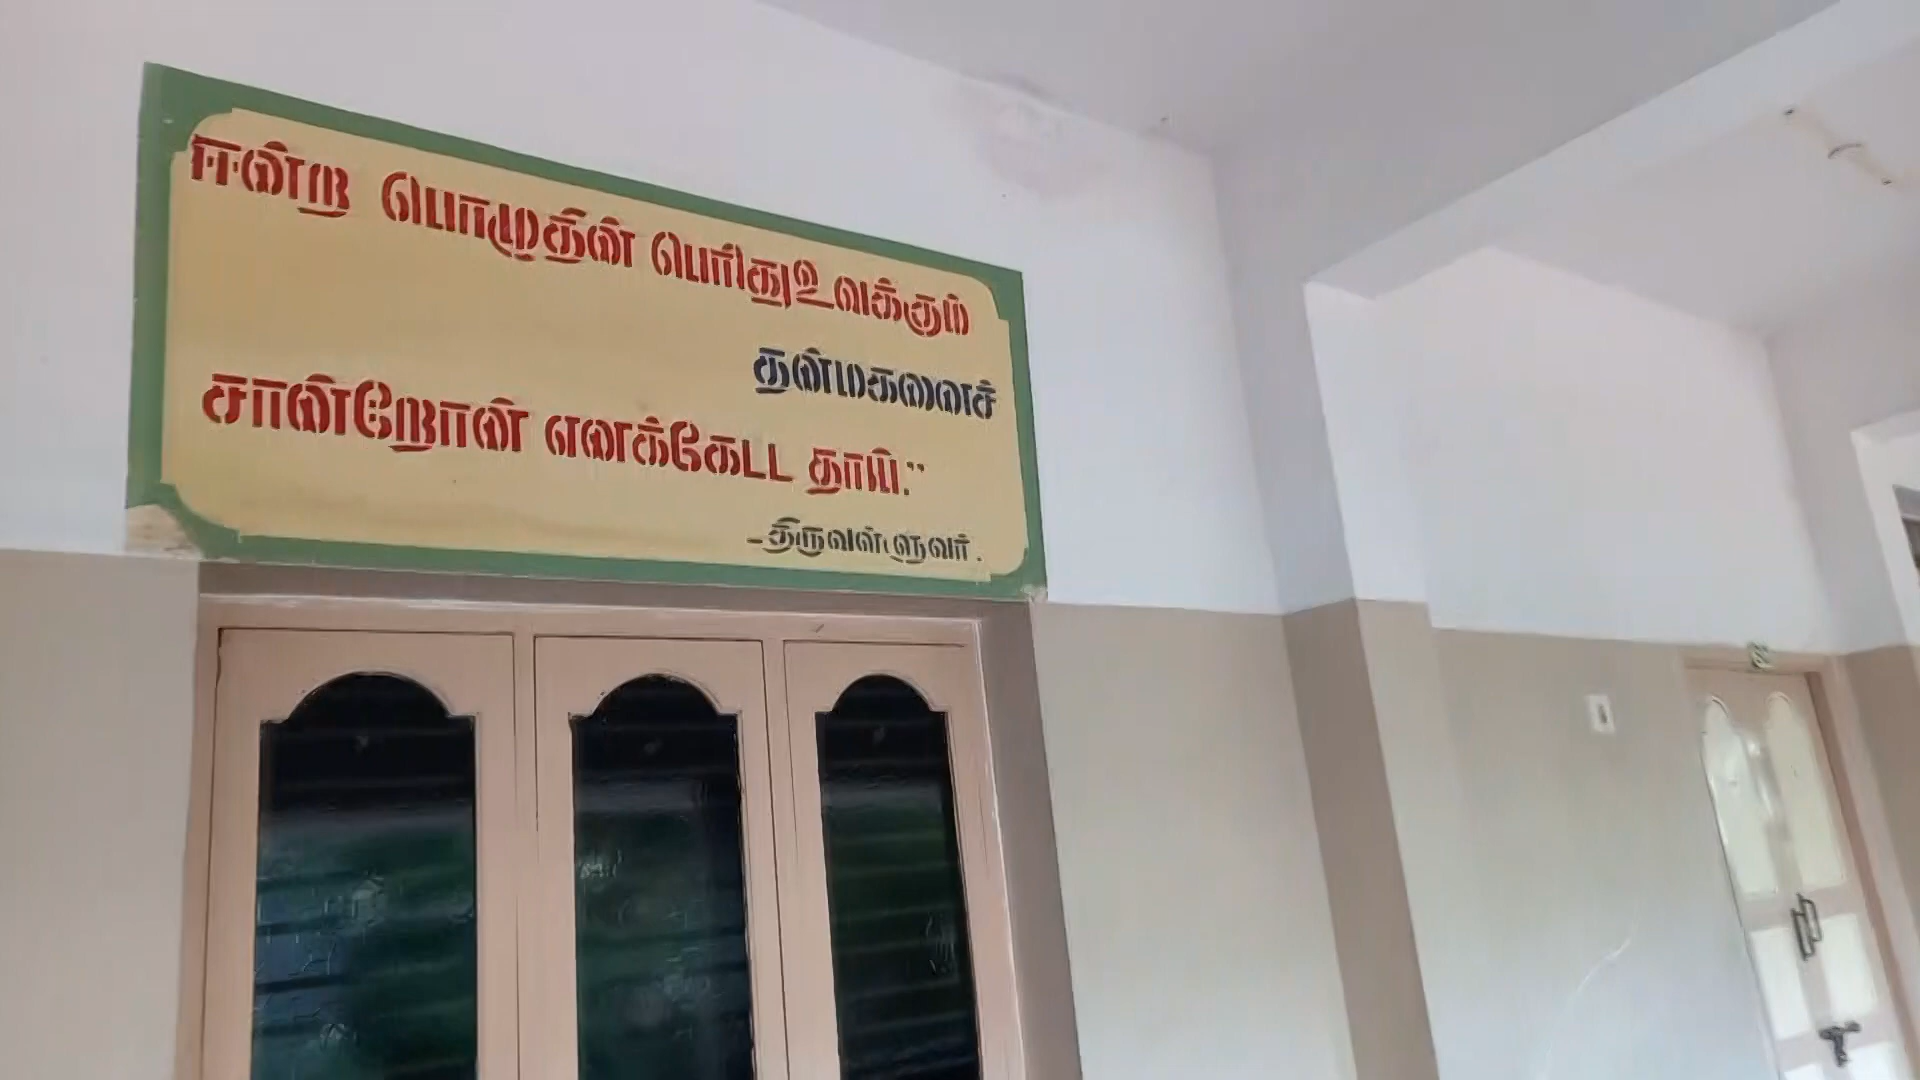 ஈன்ற பொழுதின் பெரிதுஉவக்கும்
தன்மகனைச்
சான்றோன் எனக்கேட்ட தாய்."
-திருவள்ளுவர்.